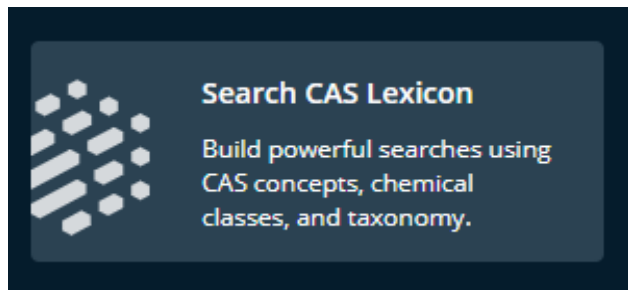 Search CAS Lexicon
Build powerful searches using
CAS concepts, chemical
classes, and taxonomy.